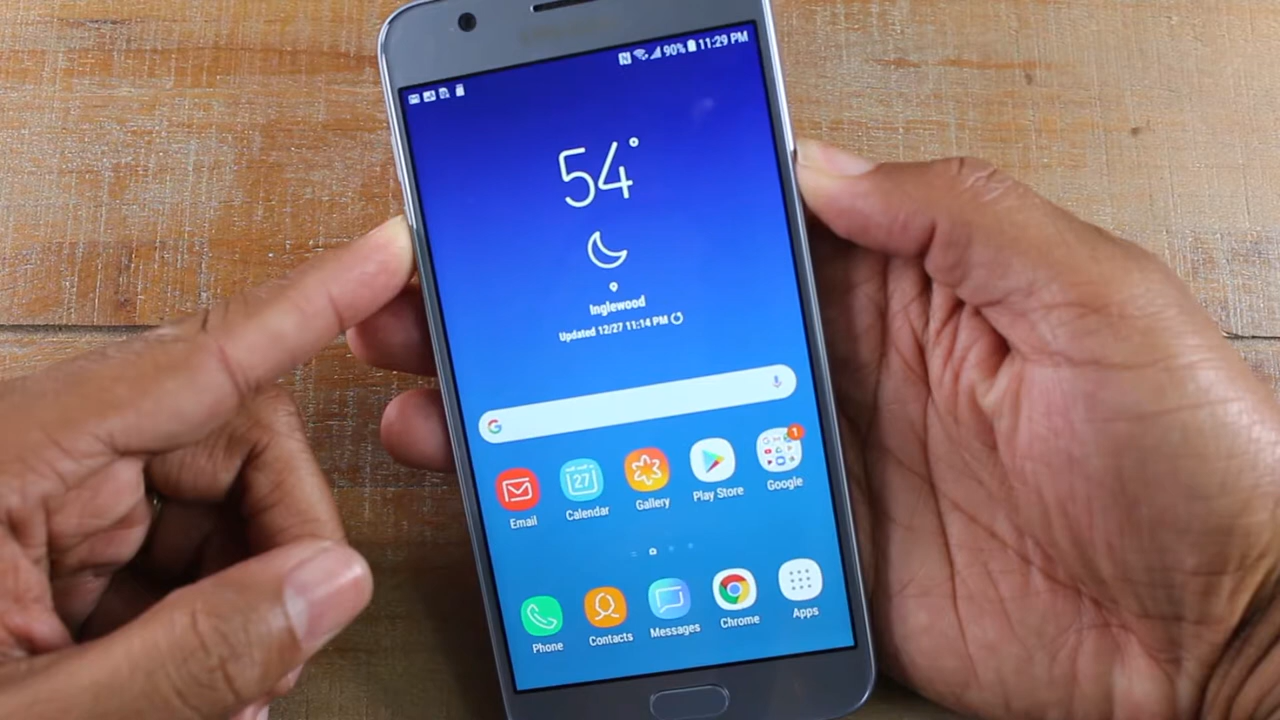 90% 11:29 PM
54°
Inglewood
Updated 12/27 11:14 PM
27
1
Email
Calendar
Gallery
Play Store
Google
Phone
Contacts
Messages
Chrome
Apps